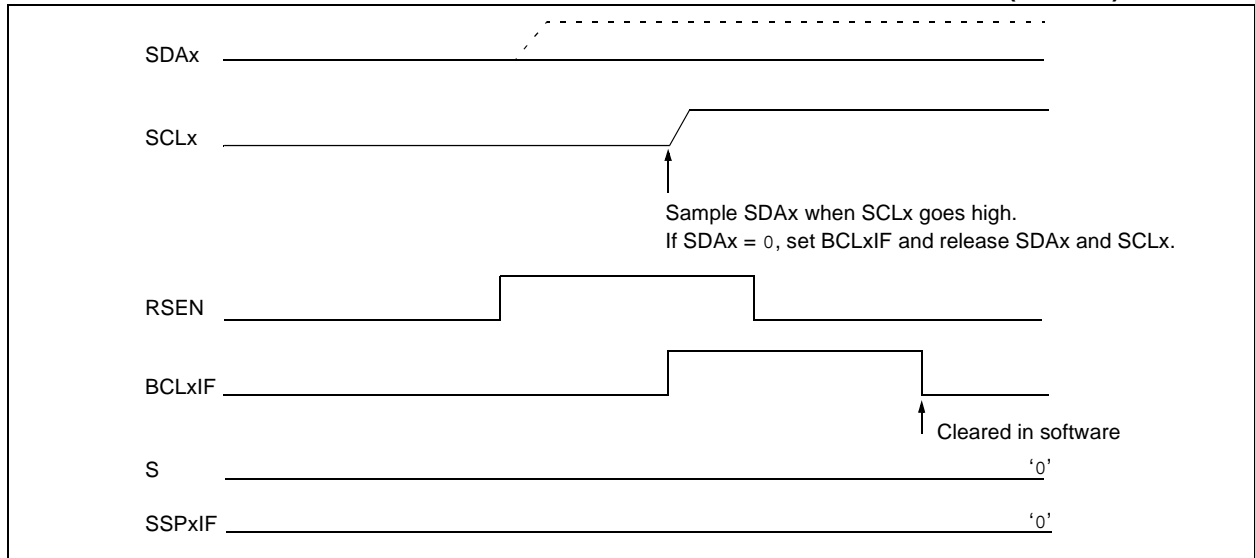 SDAx
SCLx
Sample SDAx when SCLx goes high.
If SDAx = 0, set BCLxIF and release SDAx and SCLx.
RSEN
BCLxIF
Cleared in software
S
‘0’
SSPxIF
‘0’